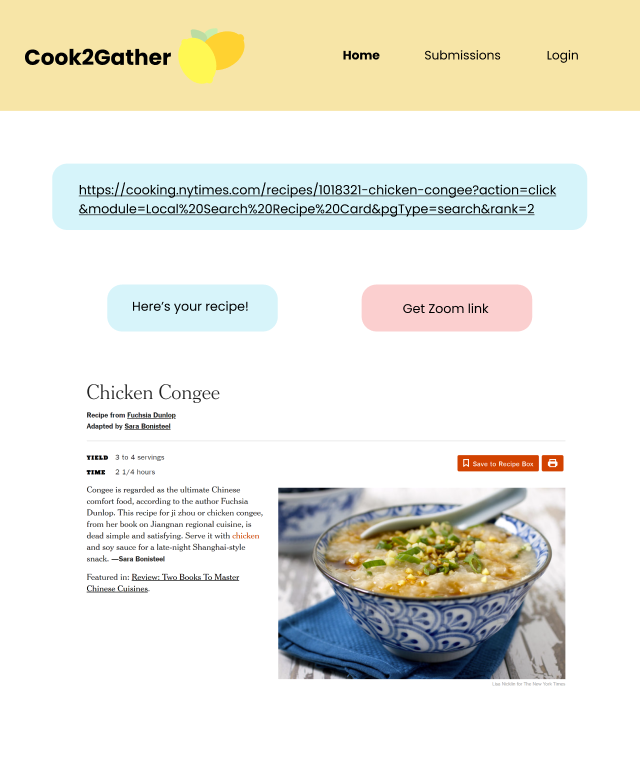 Cook2Gather
Home
Submissions
Login
https://cooking.nytimes.com/recipes/1018321-chicken-congee?action=click
&module=Local%20Search%20Recipe%20Card&pgType=search&rank=2
Here's your recipe!
Get Zoom link
Chicken Congee
Recipe from Fuchsia Dunlop
Adapted by Sara Bonisteel
YIELD 3 to 4 servings
TIME 2 1/4 hours
Save to Recipe Box
Congee is regarded as the ultimate Chinese
comfort food, according to the author Fuchsia
Dunlop. This recipe for ji zhou or chicken congee,
from her book on Jiangnan regional cuisine, is
dead simple and satisfying. Serve it with chicken
and soy sauce for a late-night Shanghai-style
snack. —Sara Bonisteel
Featured in: Review: Two Books To Master
Chinese Cuisines.
for The New York Times